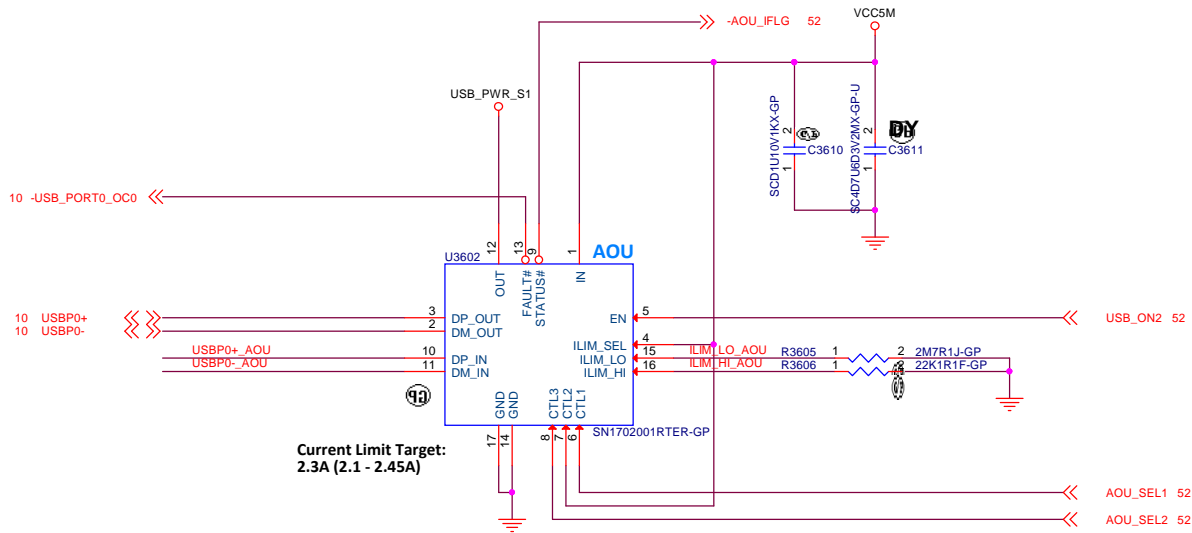 -AOU_IFLG 52
VCC5M
USB_PWR_S1
SCD1U10V1KX-GP
2
C3610
1
SC4D7U6D3V2MX-GP-U
2
DY
C3611
1
10 -USB_PORT0_OC0
12
13
9
1
AOU
U3602
OUT
FAULT#
STATUS#
IN
10 USBP0+
3 DP_OUT
10 USBP0-
2 DM_OUT
USBP0+_AOU 10 DP_IN
USBP0-_AOU 11 DM_IN
EN 5 USB_ON2 52
ILIM_SEL 4
ILIM_LO 15 ILIM_LO_AOU R3605 1 2 2M7R1J-GP
ILIM_HI 16 ILIM_HI_AOU R3606 1 22K1R1F-GP
GP
GND
GND
CTL3
CTL2
CTL1
17
14
8
7
6
SN1702001RTER-GP
Current Limit Target:
2.3A (2.1 - 2.45A)
AOU_SEL1 52
AOU_SEL2 52